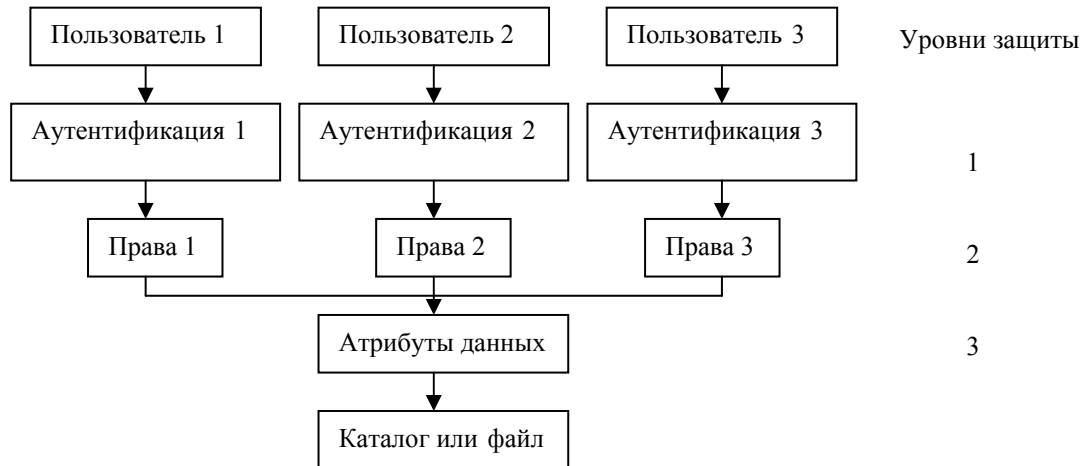 Пользователь 1
Пользователь 2
Пользователь 3
Уровни защиты
Аутентификация 1
Аутентификация 2
Аутентификация 3
1
Права 1
Права 2
Права 3
2
Атрибуты данных
3
Каталог или файл